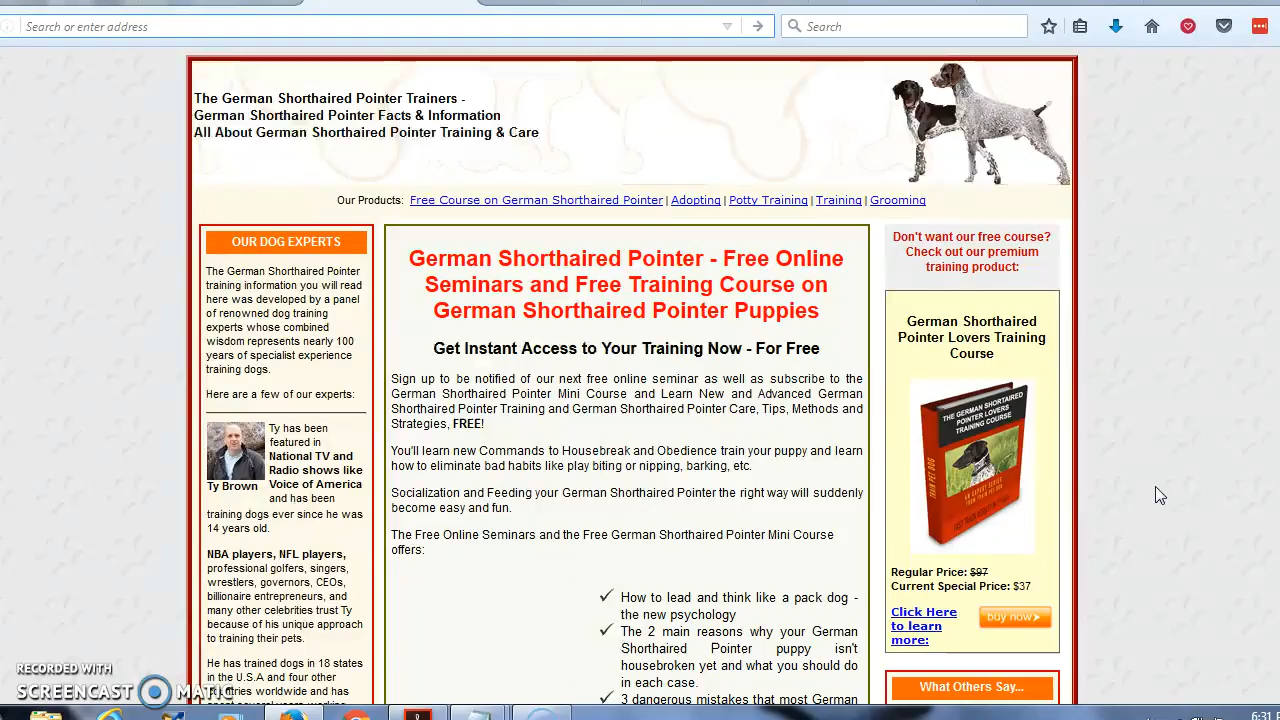 Search or enter address
Search
The German Shorthaired Pointer Trainers -
German Shorthaired Pointer Facts & Information
All About German Shorthaired Pointer Training & Care
Our Products: Free Course on German Shorthaired Pointer | Adopting | Potty Training | Training | Grooming
OUR DOG EXPERTS
The German Shorthaired Pointer
training information you will read
here was developed by a panel
of renowned dog training
experts whose combined
wisdom represents nearly 100
years of specialist experience
training dogs.
Here are a few of our experts:
Ty has been
featured in
National TV and
Radio shows like
Voice of America
and has been
Ty Brown
training dogs ever since he was
14 years old.
NBA players, NFL players,
professional golfers, singers,
wrestlers, governors, CEOs,
billionaire entrepreneurs, and
many other celebrities trust Ty
because of his unique approach
to training their pets.
He has trained dogs in 18 states
in the U.S.A and four other
German Shorthaired Pointer - Free Online
Seminars and Free Training Course on
German Shorthaired Pointer Puppies
Get Instant Access to Your Training Now - For Free
Sign up to be notified of our next free online seminar as well as subscribe to the
German Shorthaired Pointer Mini Course and Learn New and Advanced German
Shorthaired Pointer Training and German Shorthaired Pointer Care, Tips, Methods and
Strategies, FREE!
You'll learn new Commands to Housebreak and Obedience train your puppy and learn
how to eliminate bad habits like play biting or nipping, barking, etc.
Socialization and Feeding your German Shorthaired Pointer the right way will suddenly
become easy and fun.
The Free Online Seminars and the Free German Shorthaired Pointer Mini Course
offers:
How to lead and think like a pack dog -
the new psychology
The 2 main reasons why your German
Shorthaired Pointer puppy isn't
housebroken yet and what you should do
in each case.
3 dangerous mistakes that most German
Don't want our free course?
Check out our premium
training product:
German Shorthaired
Pointer Lovers Training
Course
THE GERMAN SHORTAIRED
POINTER LOVERS
TRAINING COURSE
TRAIN PET DOG
AN EXPERT SERIES
FROM TRAIN PET DOG
Regular Price: $97
Current Special Price: $37
Click Here
to learn
more:
buy now
What Others Say...
RECORDED WITH
SCREENCAST MATIC
6:31